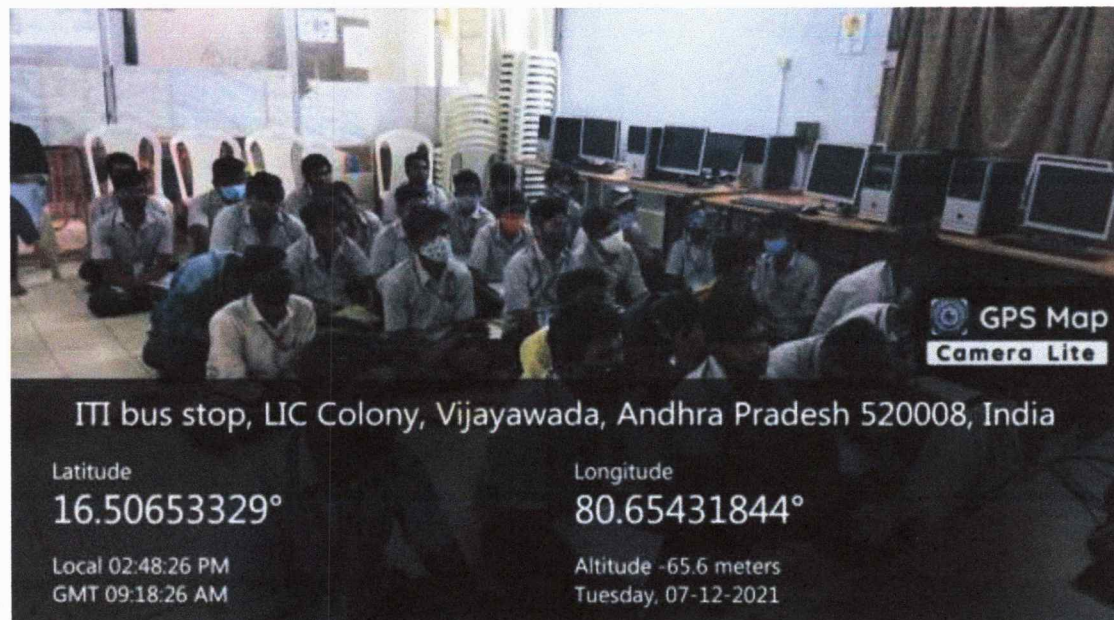 GPS Map
Camera Lite
ITI bus stop, LIC Colony, Vijayawada, Andhra Pradesh 520008, India
Latitude
16.50653329°
Longitude
80.65431844°
Local 02:48:26 PM
GMT 09:18:26 AM
Altitude -65.6 meters
Tuesday, 07-12-2021